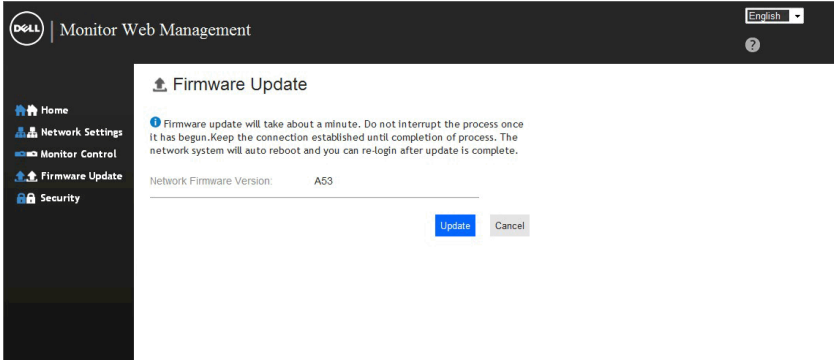 English
DELL | Monitor Web Management
Firmware Update
Home
Network Settings
Monitor Control
Firmware Update
Security
Firmware update will take about a minute. Do not interrupt the process once
it has begun.Keep the connection established until completion of process. The
network system will auto reboot and you can re-login after update is complete.
Network Firmware Version: A53
Update Cancel